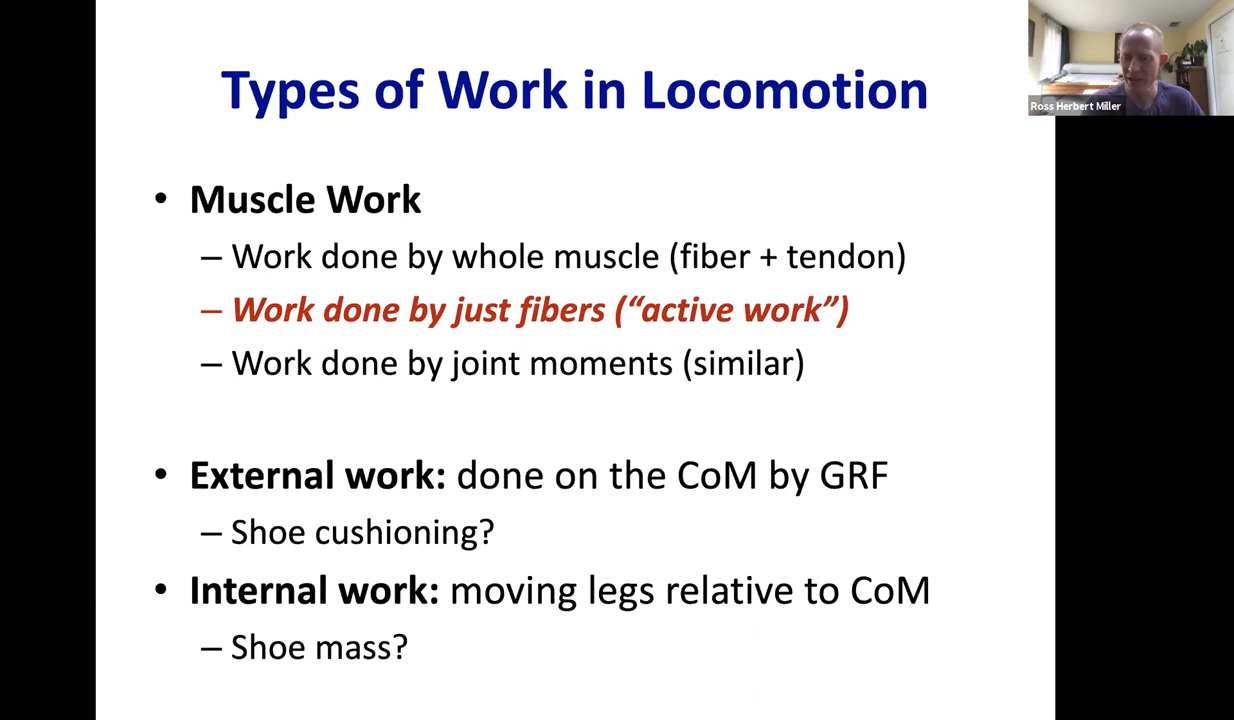 Types of Work in Locomotion
Ross Herbert Miller
• Muscle Work
– Work done by whole muscle (fiber + tendon)
– Work done by just fibers (“active work”)
– Work done by joint moments (similar)
• External work: done on the CoM by GRF
– Shoe cushioning?
• Internal work: moving legs relative to CoM
– Shoe mass?